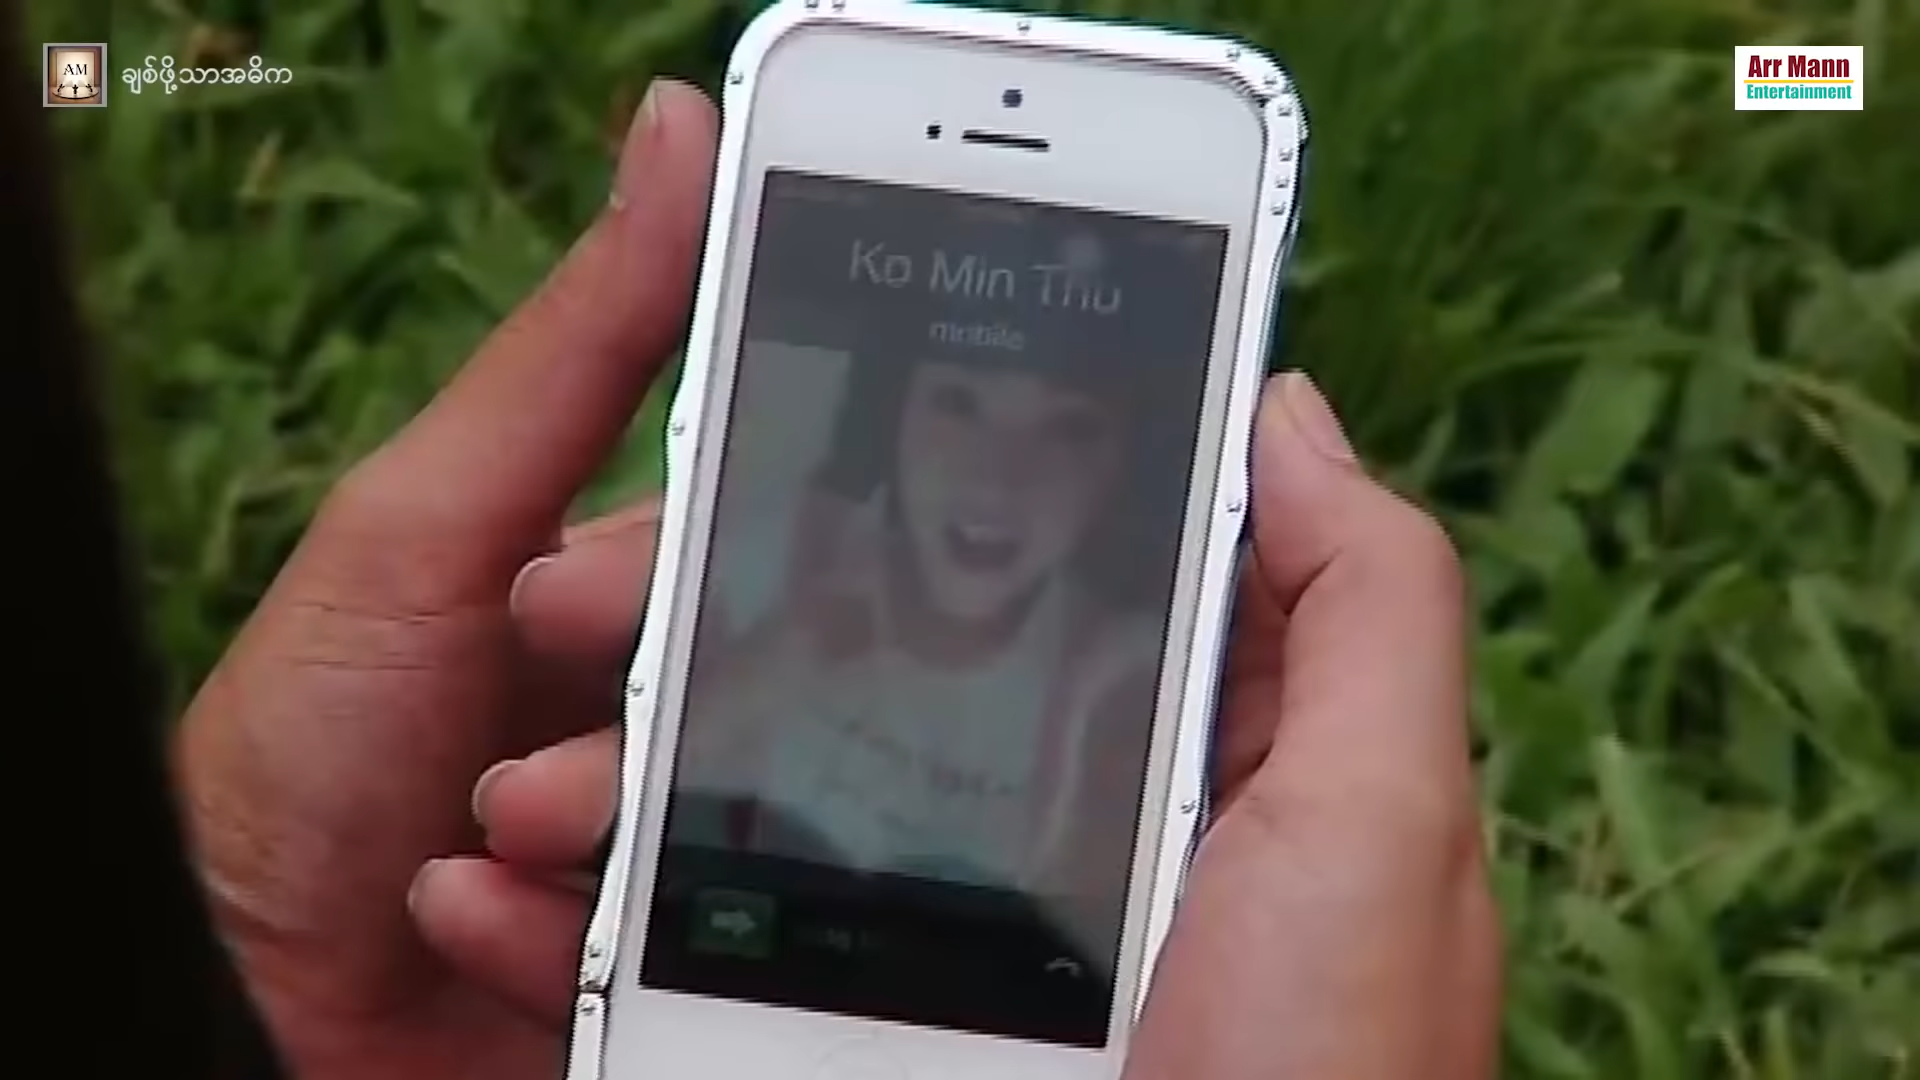 AM
ချစ်ဖို့သာအဓိက
Arr Mann
Entertainment
Ko Min Thu
mobile